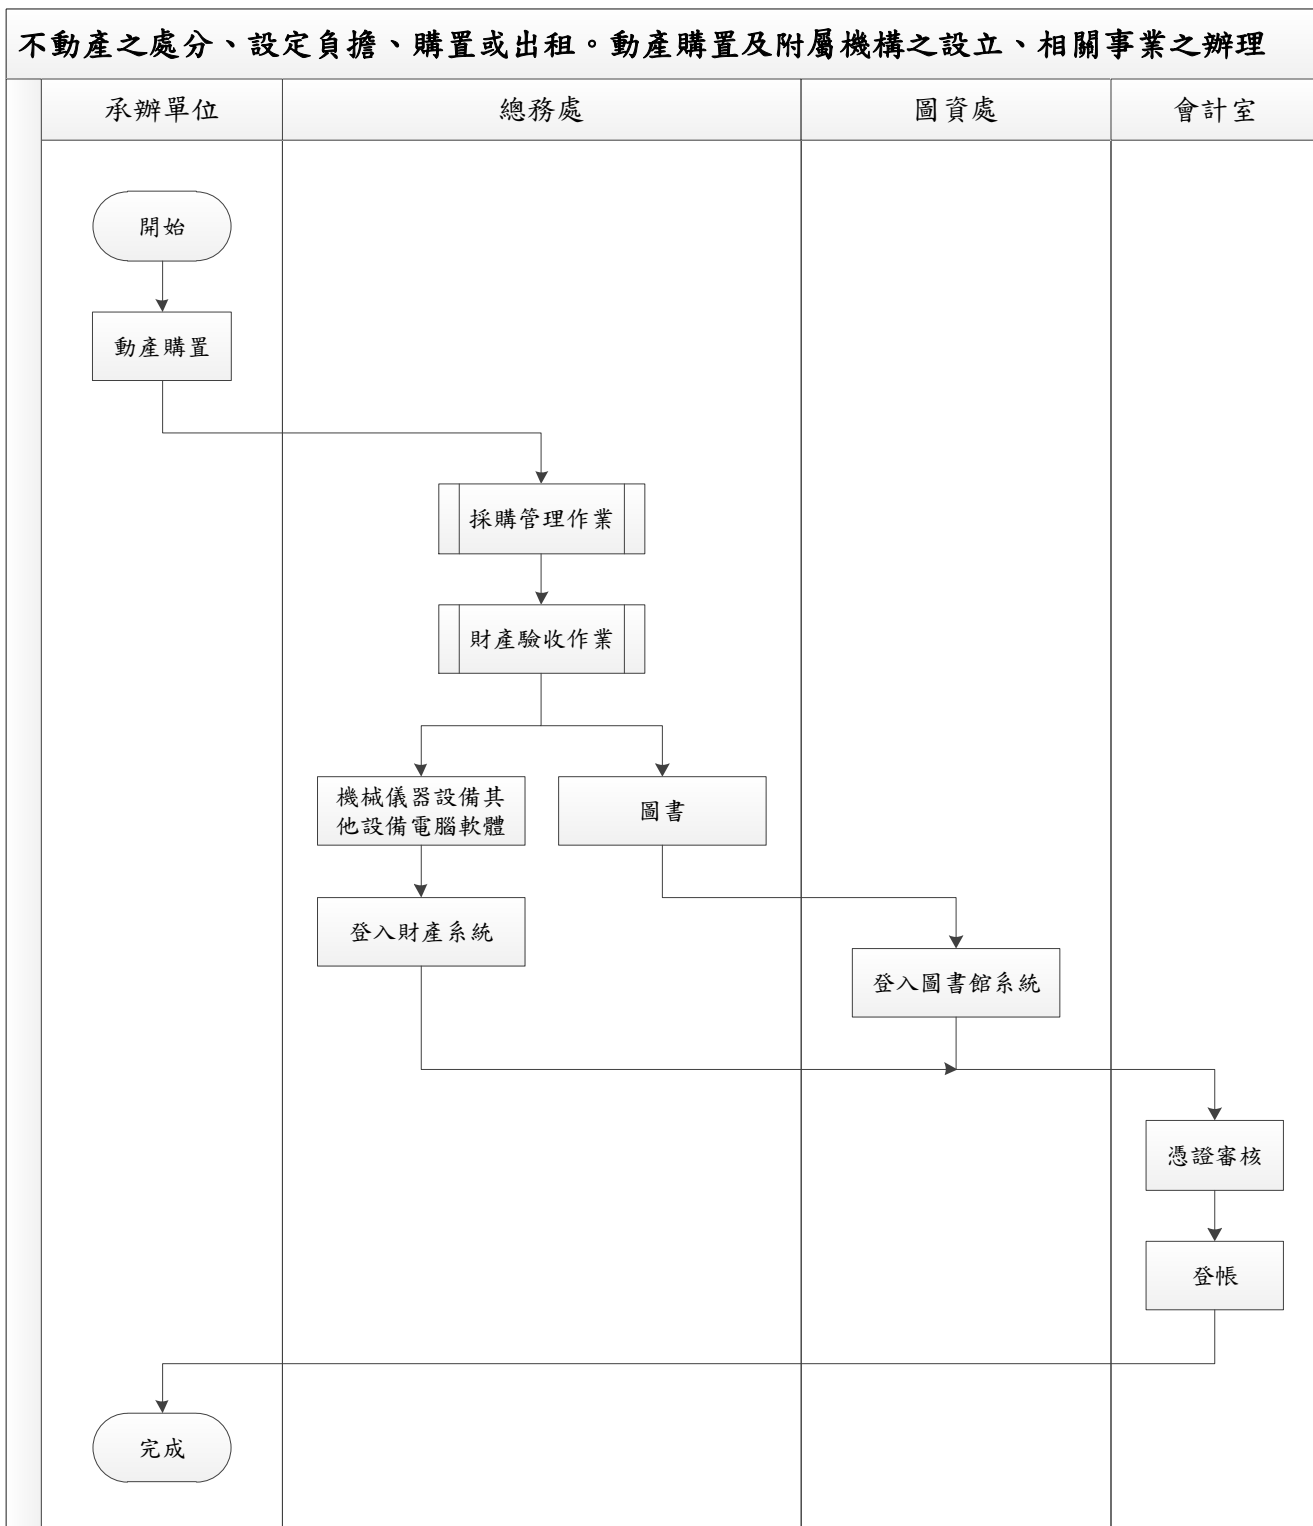 不動產之處分、設定負擔、購置或出租。動產購置及附屬機構之設立、相關事業之辦理
承辦單位
總務處
圖資處
會計室
開始
動產購置
採購管理作業
財產驗收作業
機械儀器設備其
他設備電腦軟體
圖書
登入財產系統
登入圖書館系統
憑證審核
登帳
完成